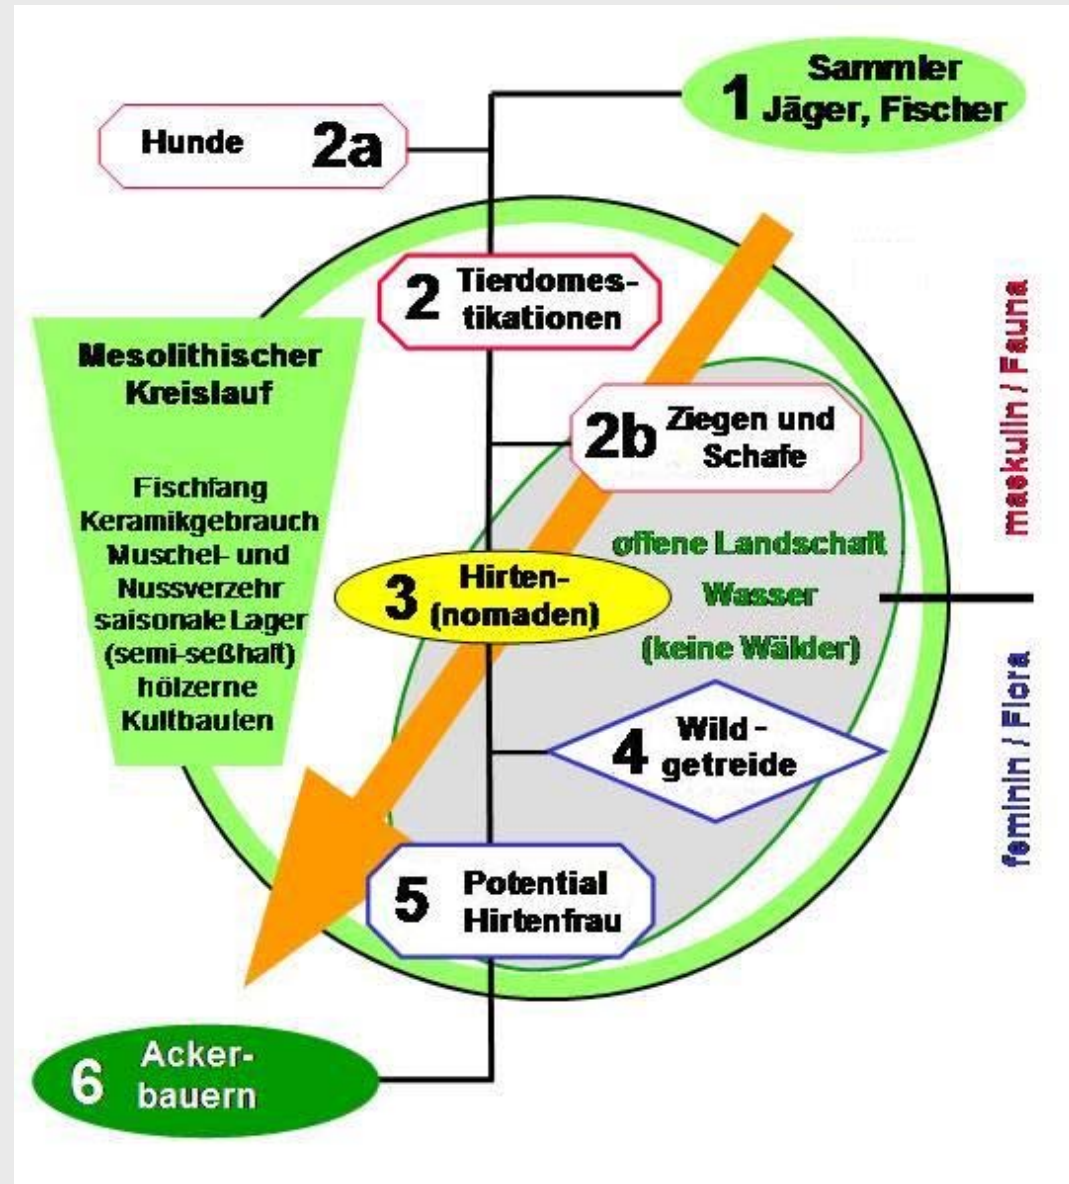 1 Sammler
Jäger, Fischer
Hunde 2a
2 Tierdomes-
tikationen
Mesolithischer
Kreislauf
Fischfang
Keramikgebrauch
Muschel- und
Nussverzehr
saisonale Lager
(semi-seßhaft)
hölzerne
Kultbauten
2b Ziegen und
Schafe
offene Landschaft
Wasser
(keine Wälder)
3 Hirten-
(nomaden)
4 Wild-
getreide
5 Potential
Hirtenfrau
6 Acker-
bauern
maskulin / Fauna
feminin / Flora